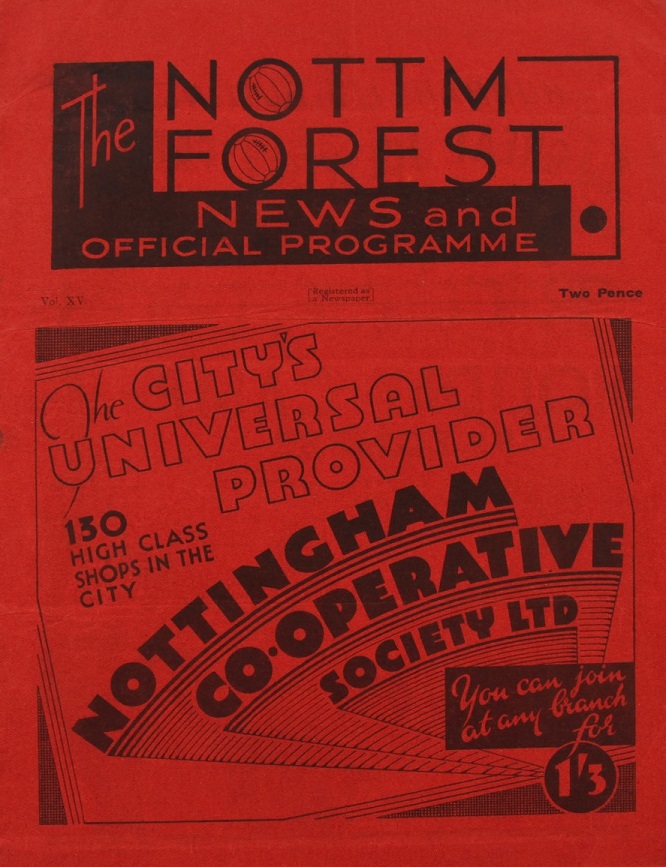 The
NOTTM
FOREST
NEWS and
OFFICIAL PROGRAMME
Vol. XV
Registered as
a Newspaper.
Two Pence
The CITY'S
UNIVERSAL
PROVIDER
130
HIGH CLASS
SHOPS IN THE
CITY
NOTTINGHAM
CO·OPERATIVE
SOCIETY LTD
You can join
at any branch
for
1'3